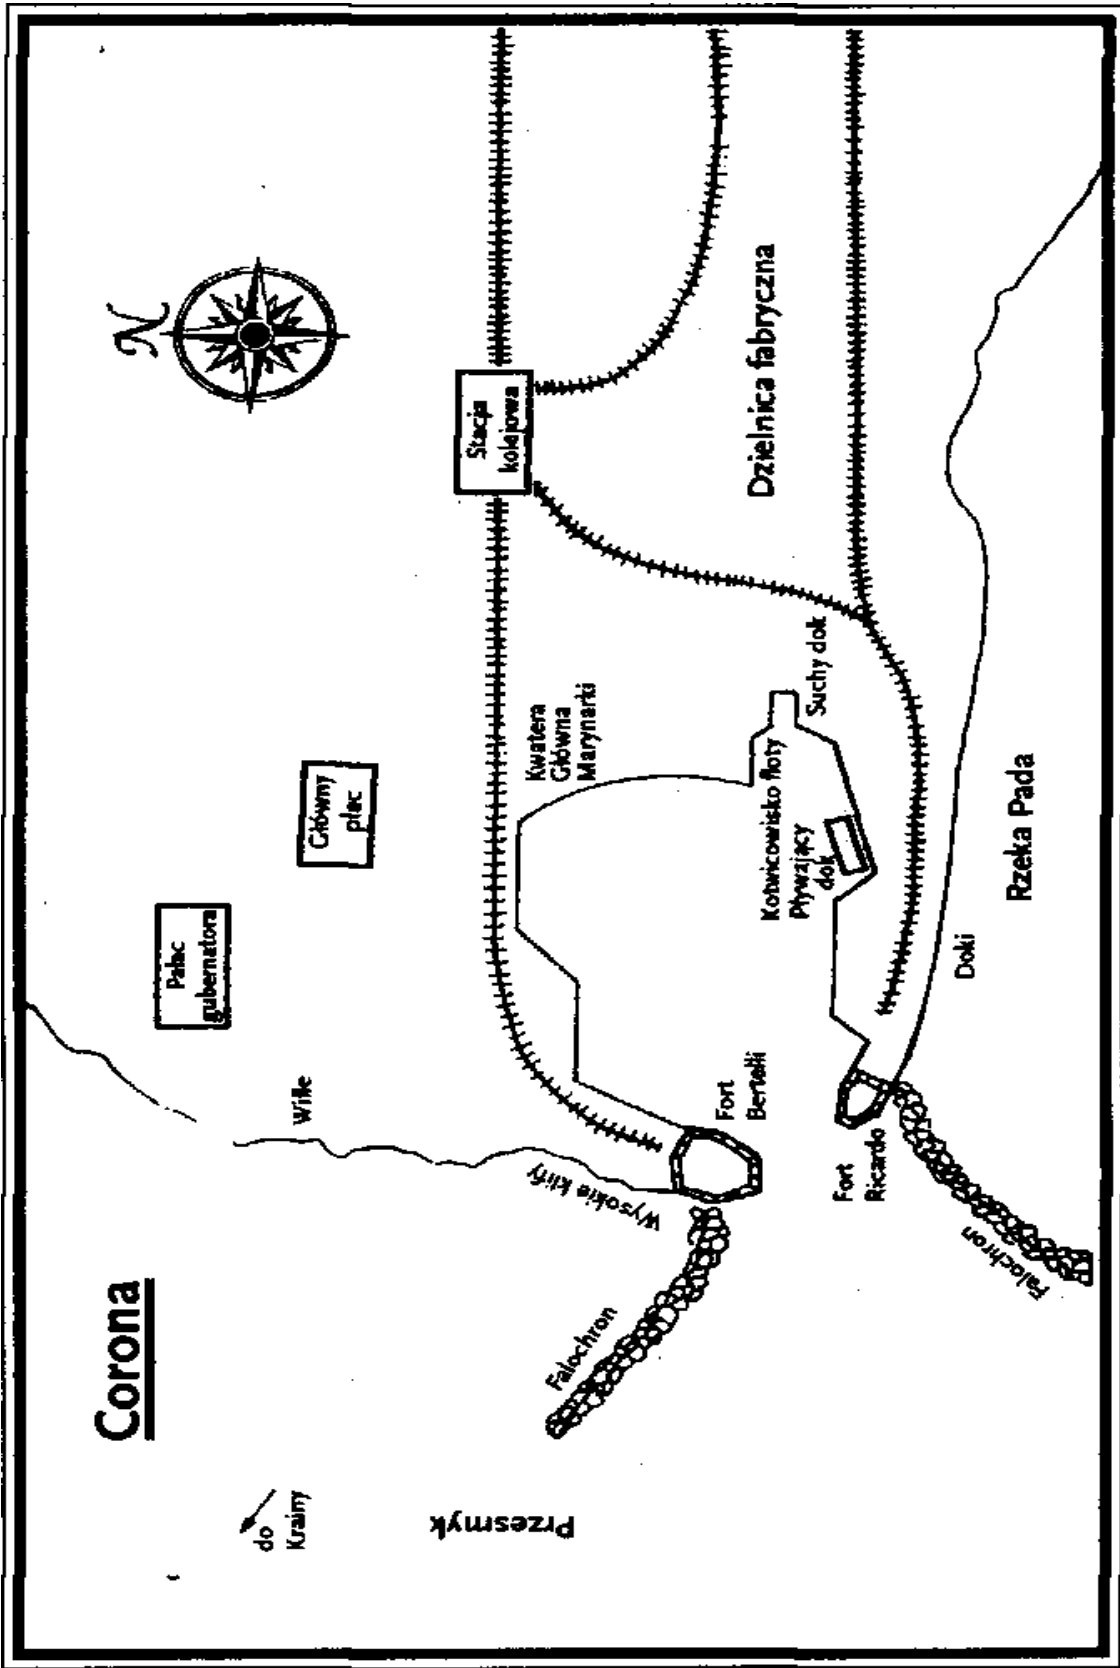 Corona
N
do
Krainy
Przesmyk
Pałac
gubernatora
Główny
plac
Wille
Stacja
kolejowa
Kwatera
Główna
Marynarki
Wysokie klify
Falochron
Fort
Bertelli
Kotwicowisko floty
Pływający
dok
Suchy dok
Dzielnica fabryczna
Fort
Ricardo
Falochron
Doki
Rzeka Pada